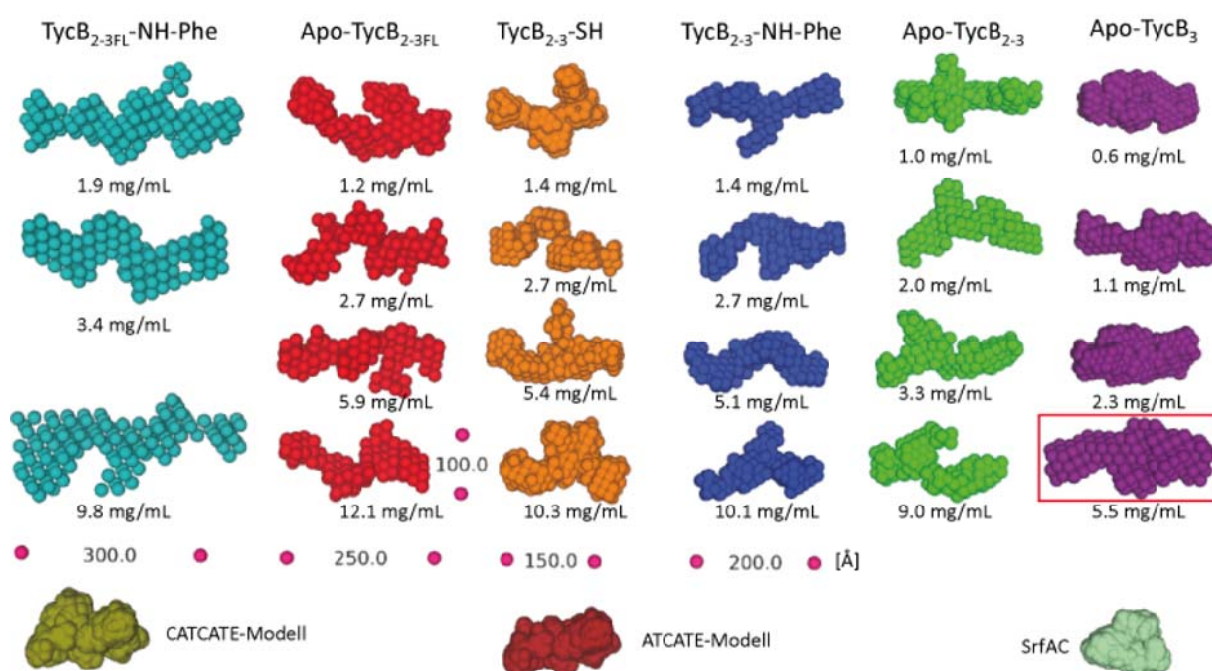 TycB2-3FL-NH-Phe Apo-TycB2-3FL TycB2-3-SH TycB2-3-NH-Phe Apo-TycB2-3 Apo-TycB3
1.9 mg/mL 1.2 mg/mL 1.4 mg/mL 1.4 mg/mL 1.0 mg/mL 0.6 mg/mL
3.4 mg/mL 2.7 mg/mL 2.7 mg/mL 2.7 mg/mL 2.0 mg/mL 1.1 mg/mL
5.9 mg/mL 5.4 mg/mL 5.1 mg/mL 3.3 mg/mL 2.3 mg/mL
100.0
9.8 mg/mL 12.1 mg/mL 10.3 mg/mL 10.1 mg/mL 9.0 mg/mL 5.5 mg/mL
300.0 250.0 150.0 200.0 [Å]
CATCATE-Modell ATCATE-Modell SrfAC